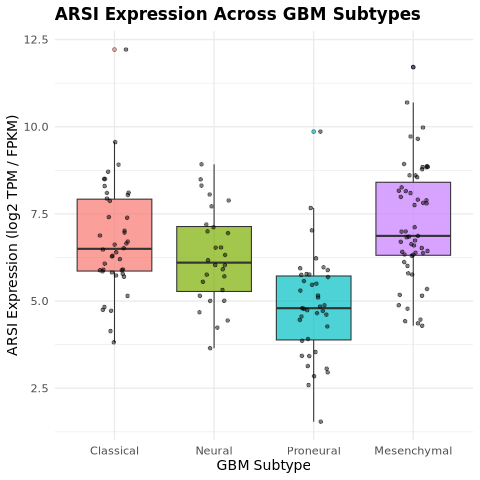 ARSI Expression Across GBM Subtypes
ARSI Expression (log2 TPM / FPKM)
12.5
10.0
7.5
5.0
2.5
Classical
Neural
Proneural
Mesenchymal
GBM Subtype